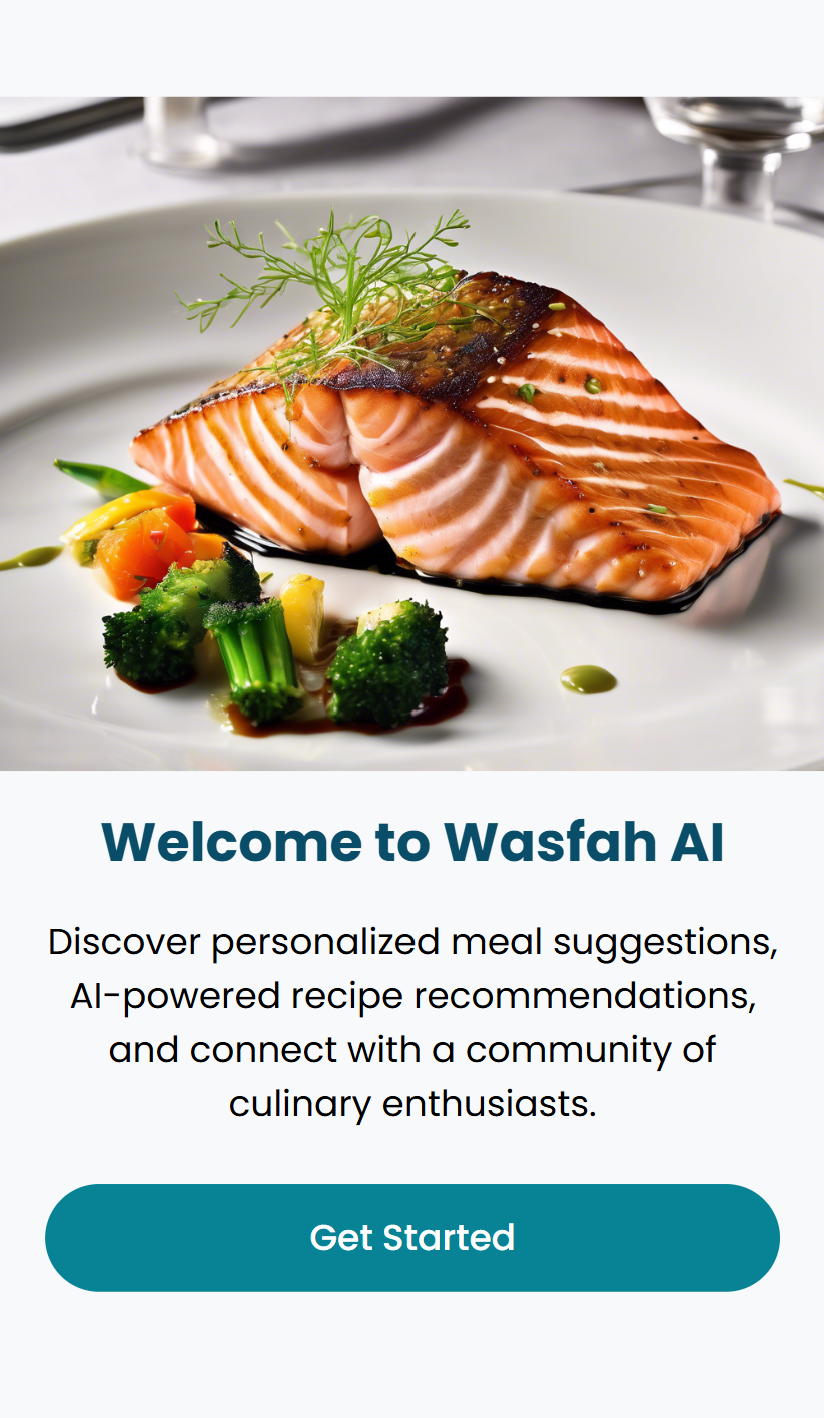 Welcome to Wasfah AI
Discover personalized meal suggestions,
AI-powered recipe recommendations,
and connect with a community of
culinary enthusiasts.
Get Started